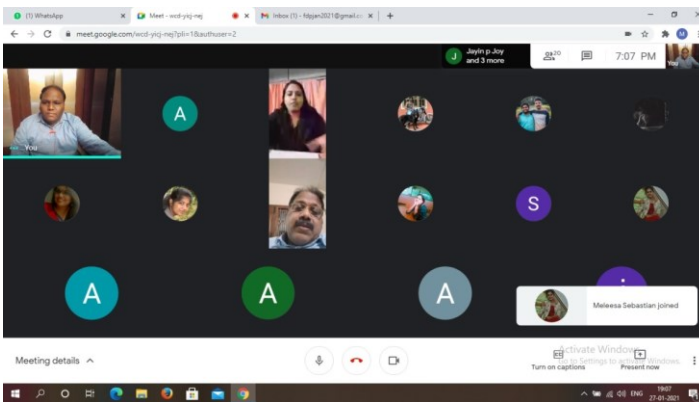 (1) WhatsApp
Meet - wcd-yicj-nej
Inbox (1) - fdpjan2021@gmail.co
meet.google.com/wcd-yicj-nej?pli=1&authuser=2
M
J
Jayin p Joy
and 3 more
20
7:07 PM
You
A
You
S
A
A
A
Meleesa Sebastian joined
Meeting details
Activate Windows
Go to Settings to activate Windows.
Turn on captions
Present now
ENG
1907
27-01-2021